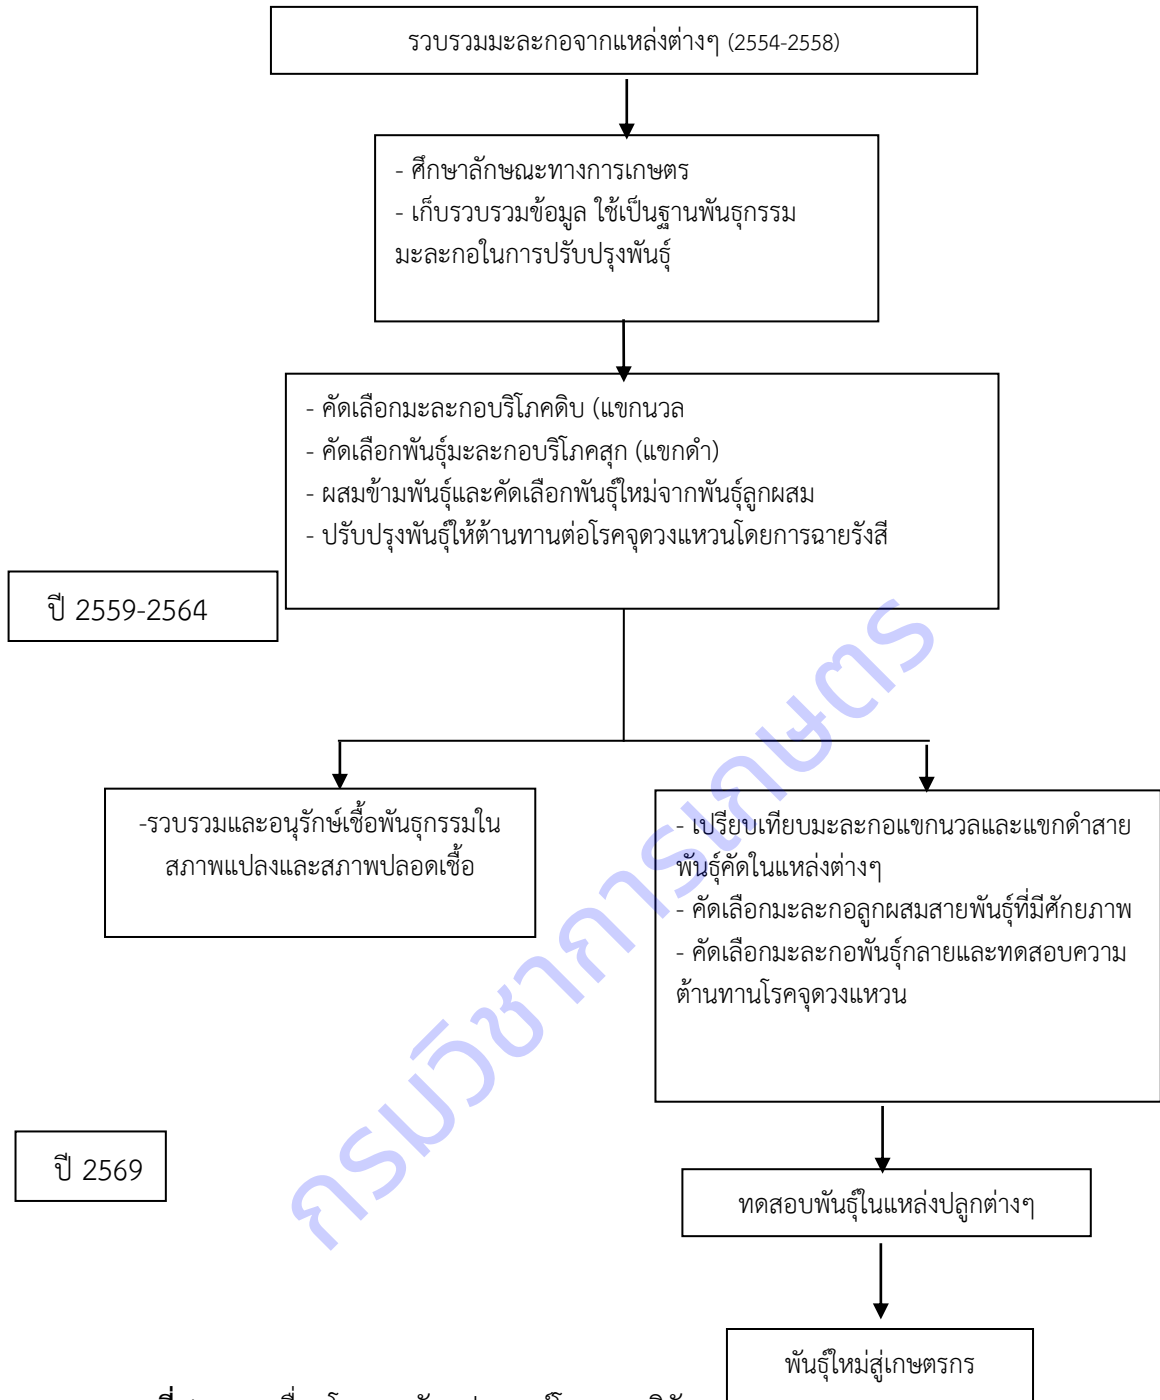 รวบรวมมะละกอจากแหล่งต่างๆ (2554-2558)
- ศึกษาลักษณะทางการเกษตร
- เก็บรวบรวมข้อมูล ใช้เป็นฐานพันธุกรรม
มะละกอในการปรับปรุงพันธุ์
- คัดเลือกมะละกอบริโภคดิบ (แขกนวล
- คัดเลือกพันธุ์มะละกอบริโภคสุก (แขกดำ)
- ผสมข้ามพันธุ์และคัดเลือกพันธุ์ใหม่จากพันธุ์ลูกผสม
- ปรับปรุงพันธุ์ให้ต้านทานต่อโรคจุดวงแหวนโดยการฉายรังสี
ปี 2559-2564
-รวบรวมและอนุรักษ์เชื้อพันธุกรรมใน
สภาพแปลงและสภาพปลอดเชื้อ
- เปรียบเทียบมะละกอแขกนวลและแขกดำสาย
พันธุ์คัดในแหล่งต่างๆ
- คัดเลือกมะละกอลูกผสมสายพันธุ์ที่มีศักยภาพ
- คัดเลือกมะละกอพันธุ์กลายและทดสอบความ
ต้านทานโรคจุดวงแหวน
ปี 2569
ทดสอบพันธุ์ในแหล่งปลูกต่างๆ
พันธุ์ใหม่สู่เกษตรกร
กรมวิชาการเกษตร